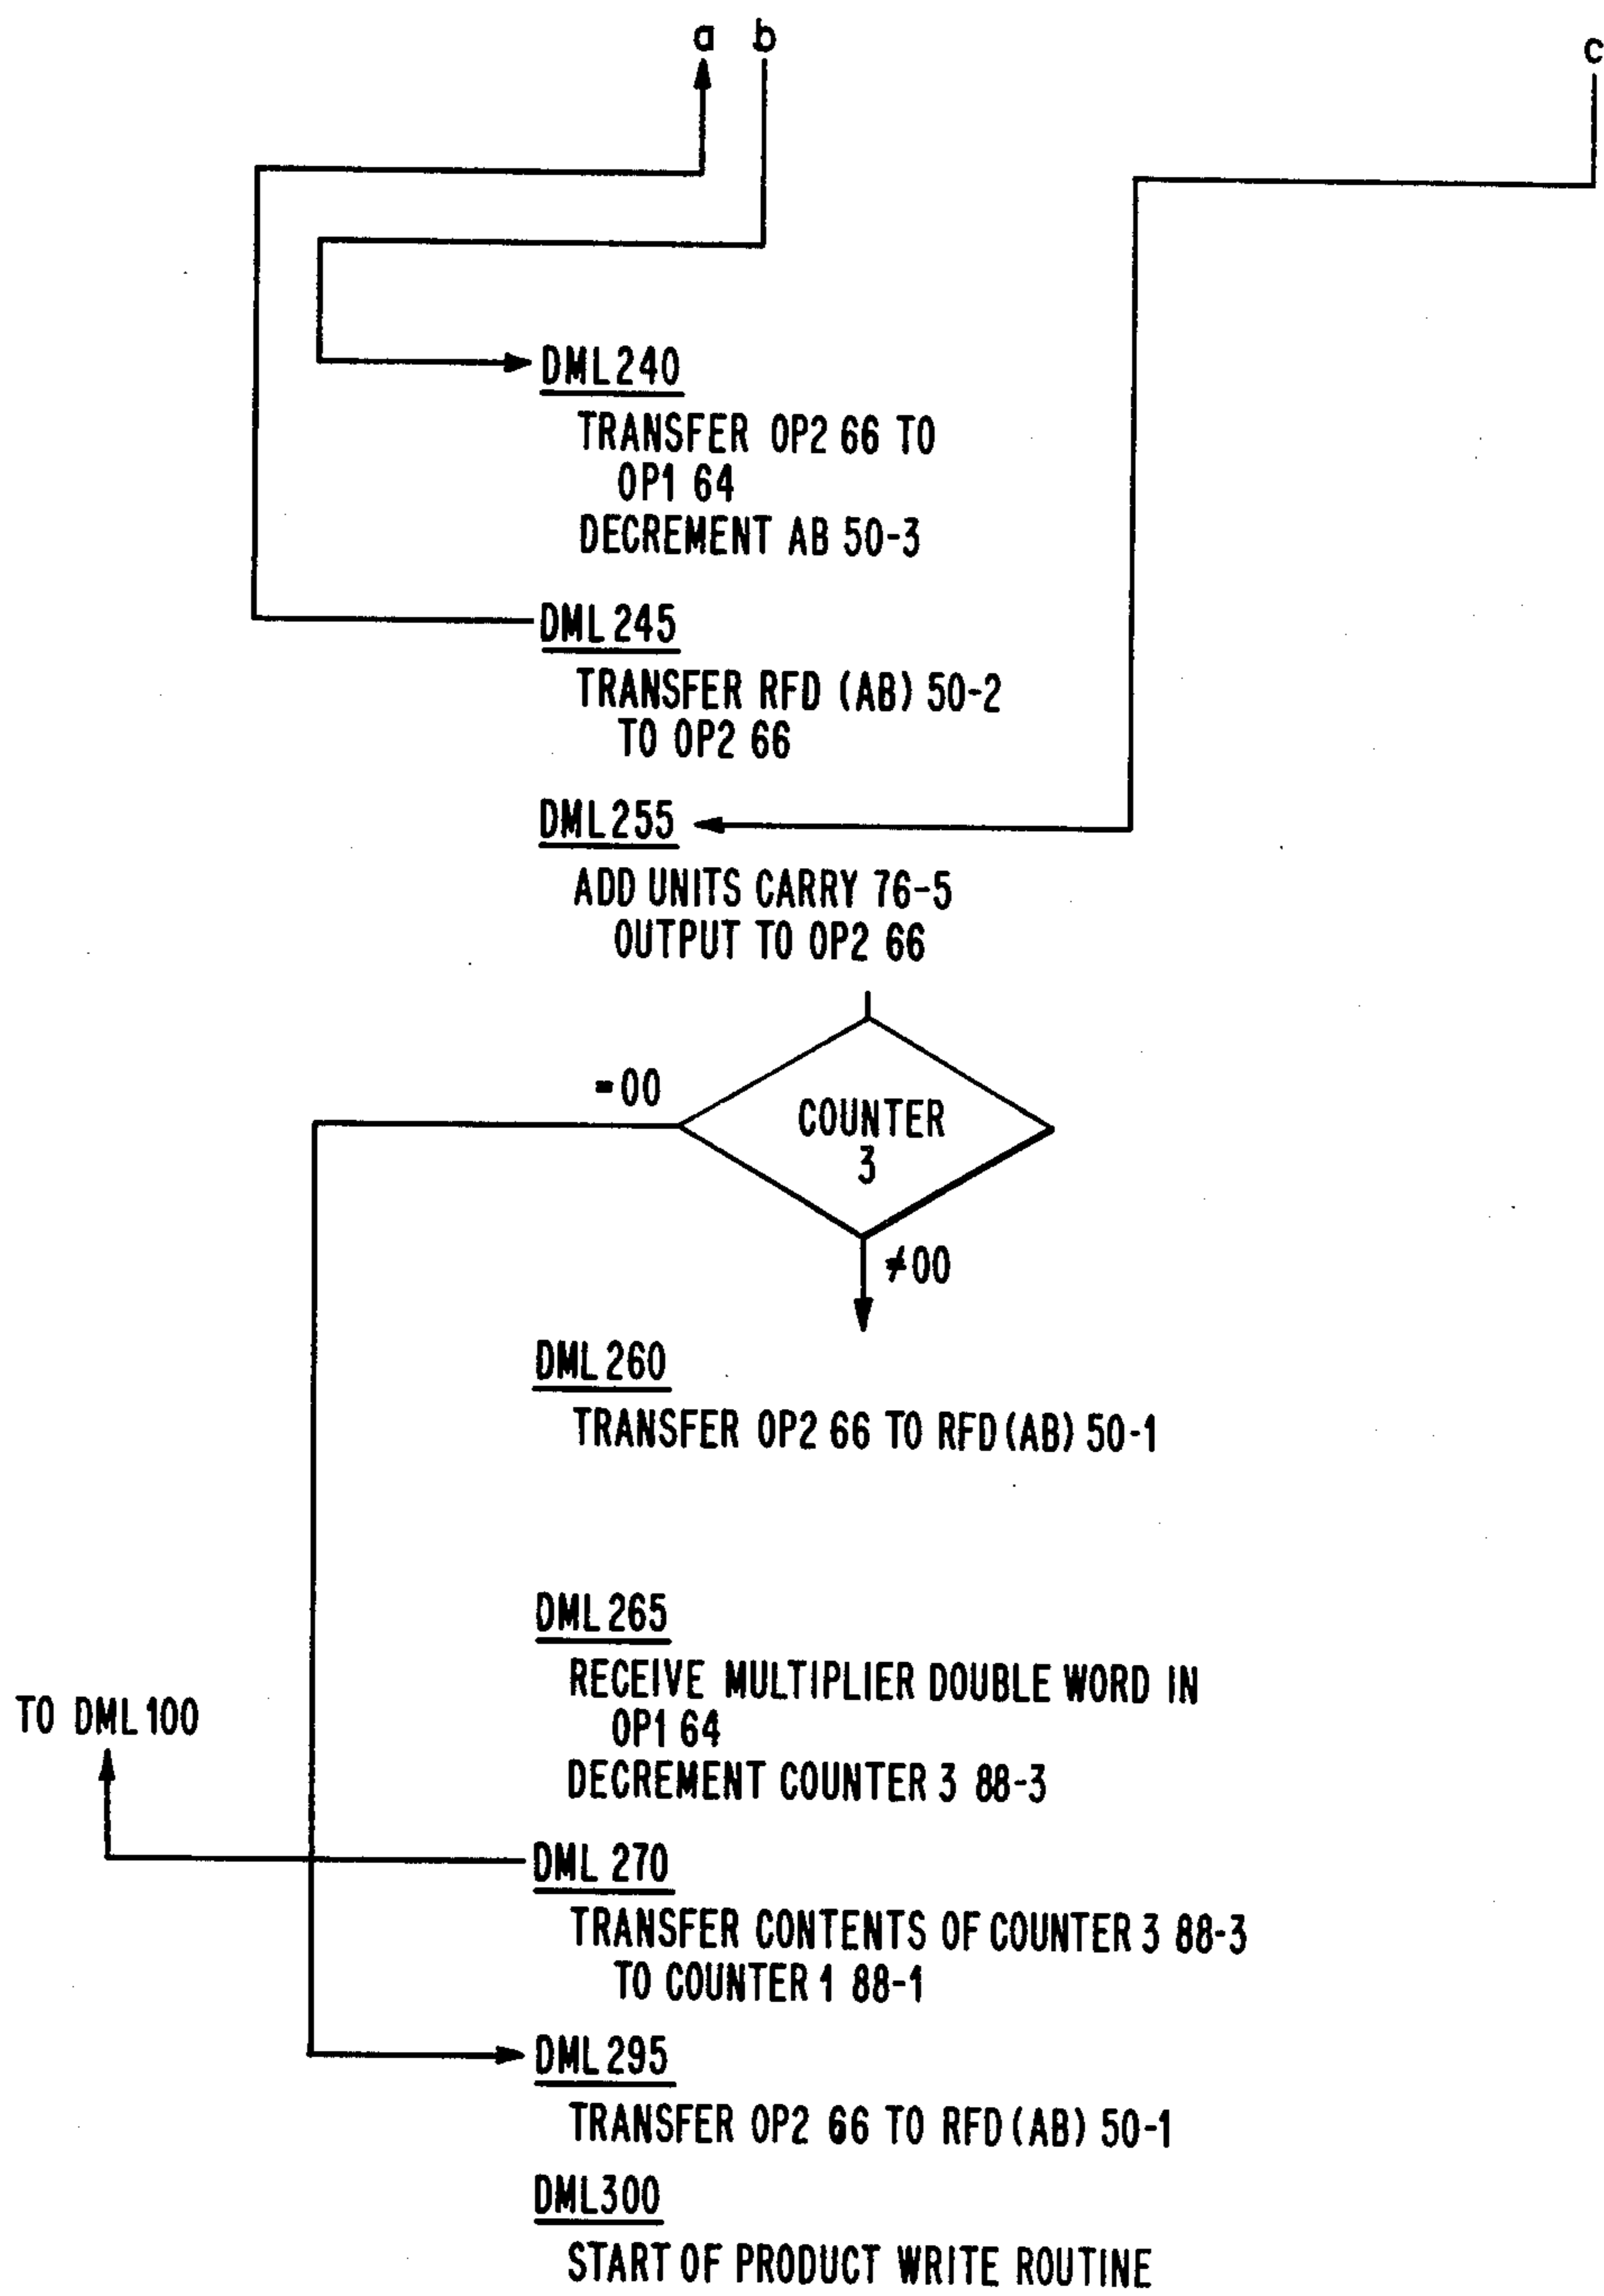 a b
c
DML240
TRANSFER OP2 66 TO
OP1 64
DECREMENT AB 50-3
DML245
TRANSFER RFD (AB) 50-2
TO OP2 66
DML255
ADD UNITS CARRY 76-5
OUTPUT TO OP2 66
=00
COUNTER
3
≠00
DML260
TRANSFER OP2 66 TO RFD (AB) 50-1
DML265
RECEIVE MULTIPLIER DOUBLE WORD IN
OP1 64
DECREMENT COUNTER 3 88-3
TO DML100
DML270
TRANSFER CONTENTS OF COUNTER 3 88-3
TO COUNTER 1 88-1
DML295
TRANSFER OP2 66 TO RFD (AB) 50-1
DML300
START OF PRODUCT WRITE ROUTINE